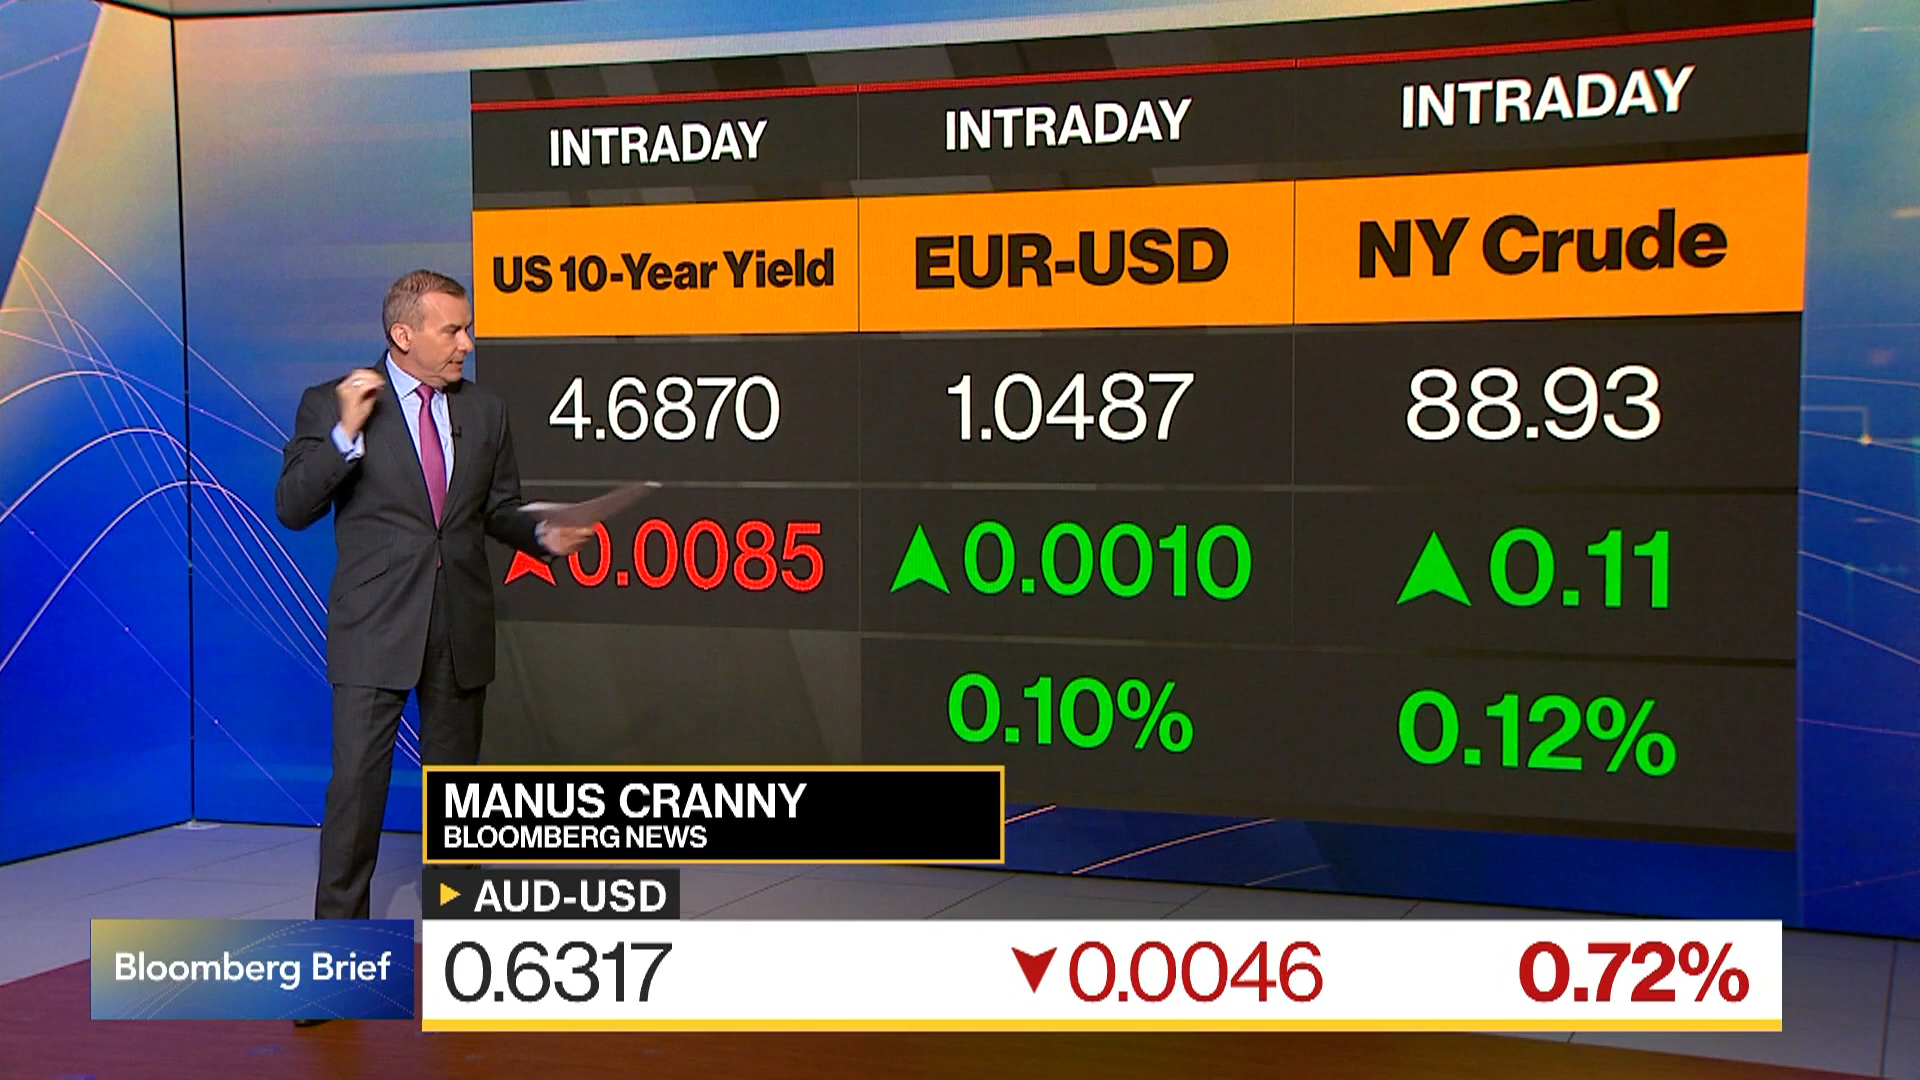 INTRADAY INTRADAY INTRADAY
US 10-Year Yield EUR-USD NY Crude
4.6870 1.0487 88.93
▲0.0085 ▲0.0010 ▲0.11
0.10% 0.12%
MANUS CRANNY
BLOOMBERG NEWS
AUD-USD
Bloomberg Brief
0.6317 ▼0.0046 0.72%